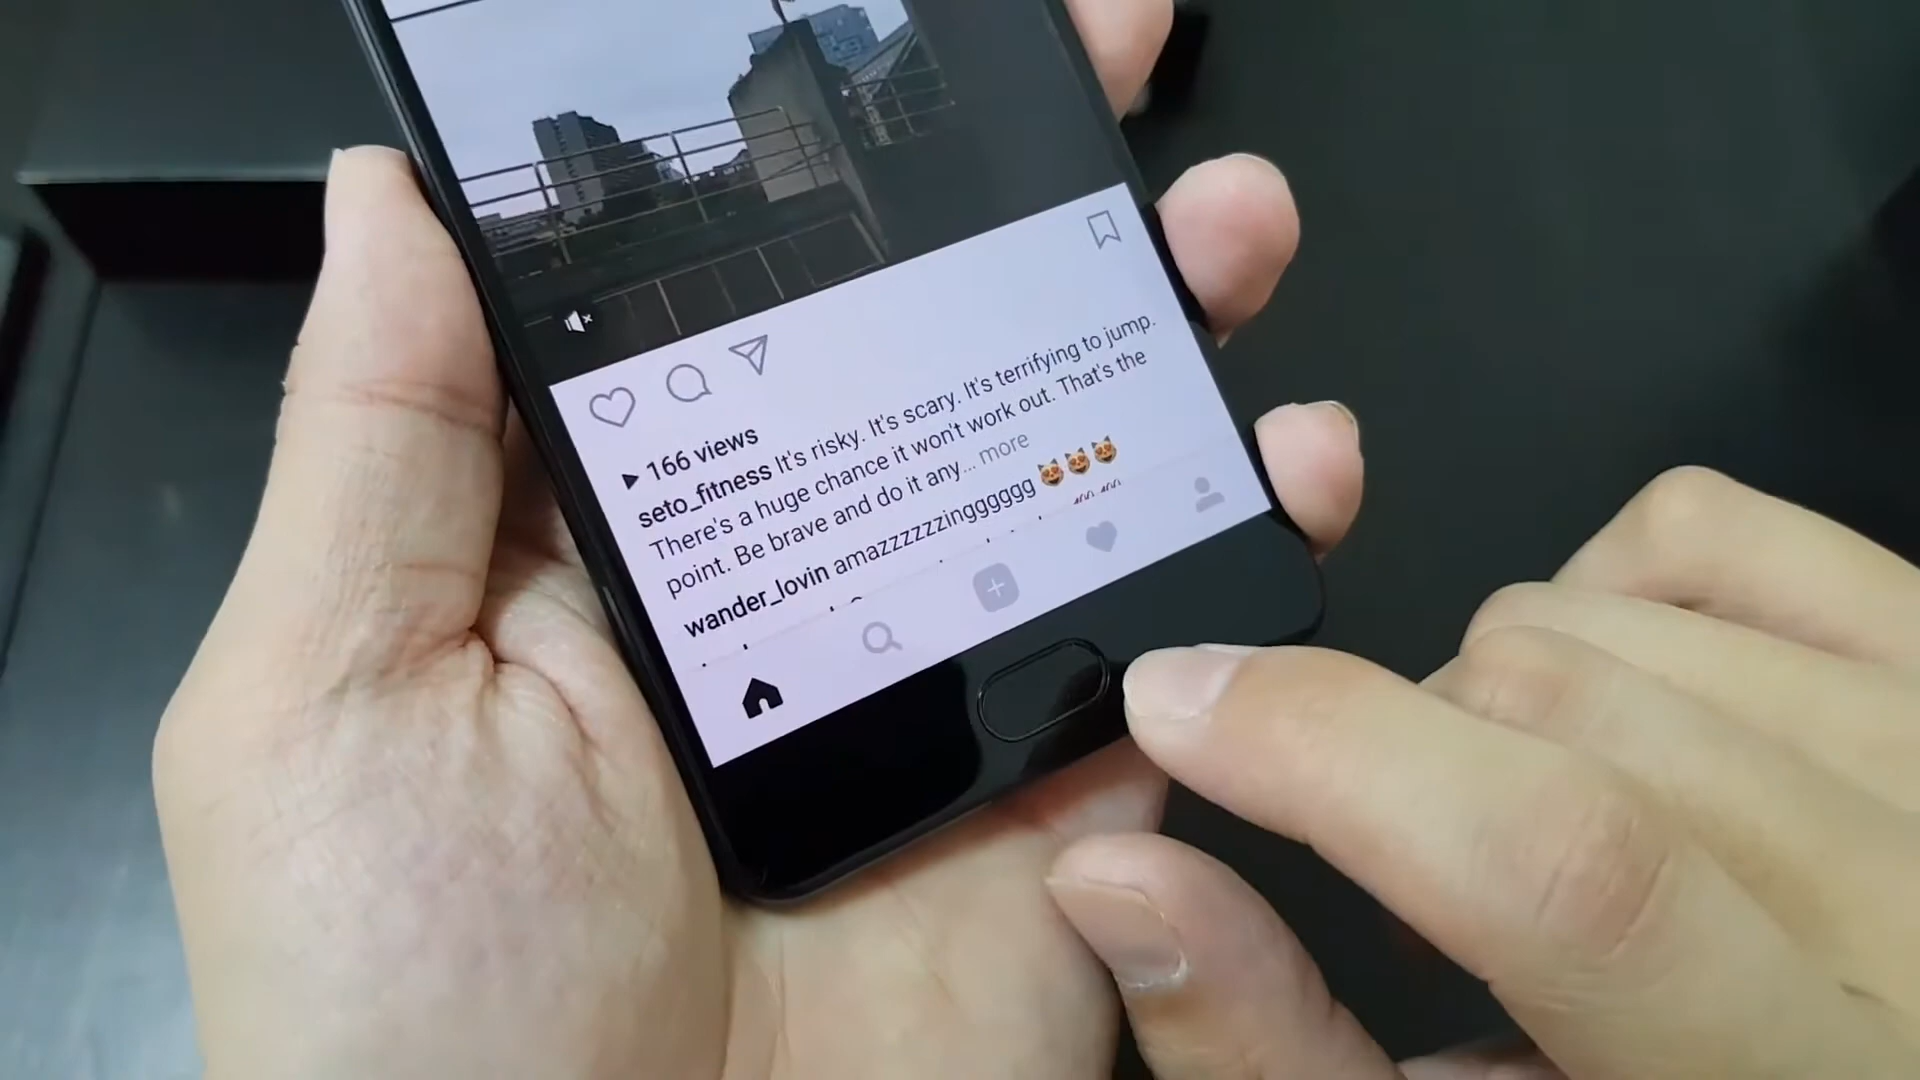 166 views
seto_fitness It's risky. It's scary. It's terrifying to jump.
There's a huge chance it won't work out. That's the
point. Be brave and do it any... more
wander_lovin amazzzzzzinggggggg 😻😻😻